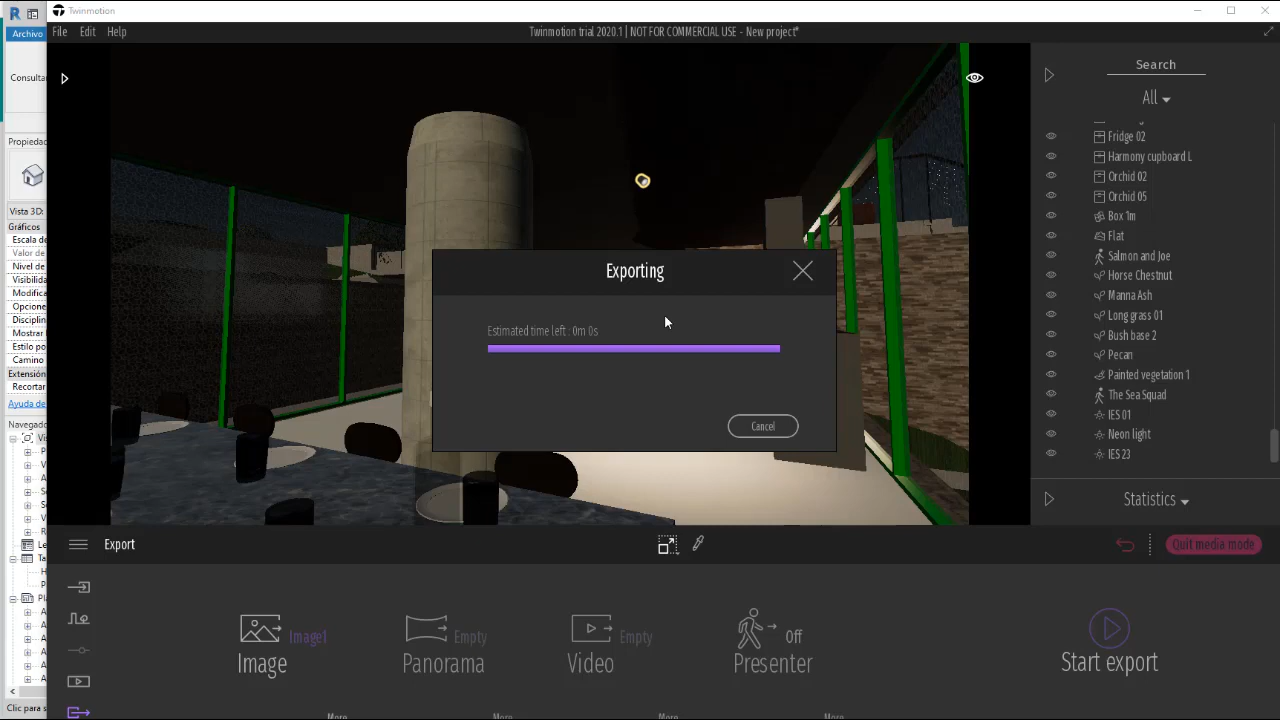 Twinmotion
Archivo
File Edit Help
Twinmotion trial 2020.1 | NOT FOR COMMERCIAL USE - New project*
Consultar
Propiedad
Vista 3D:
Gráficos
Escala de
Valor de
Nivel de
Visibilida
Modifica
Opcione
Disciplin
Mostrar
Estilo po
Camino
Extensión
Recortar
Ayuda de
Navegado
Clic para s
Search
All
Fridge 02
Harmony cupboard L
Orchid 02
Orchid 05
Box 1m
Flat
Salmon and Joe
Horse Chestnut
Manna Ash
Long grass 01
Bush base 2
Pecan
Painted vegetation 1
The Sea Squad
IES 01
Neon light
IES 23
Statistics
Exporting
Estimated time left : 0m 0s
Cancel
Export
Quit media mode
Image1
Image
Empty
Panorama
Empty
Video
Off
Presenter
Start export
More
More
More
More